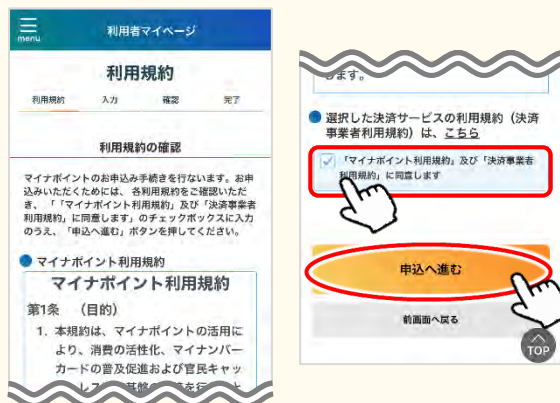 menu
利用者マイページ
利用規約
利用規約 入力 確認 完了
利用規約の確認
マイナポイントのお申込み手続きを行ないます。お申
込みいただくためには、各利用規約をご確認いただ
き、「「マイナポイント利用規約」及び「決済事業者
利用規約」に同意します」のチェックボックスに入力
のうえ、「申込へ進む」ボタンを押してください。
マイナポイント利用規約
マイナポイント利用規約
第1条 (目的)
1. 本規約は、マイナポイントの活用に
より、消費の活性化、マイナンバー
カードの普及促進および官民キャッ
します。
選択した決済サービスの利用規約(決済
事業者利用規約)は、こちら
「マイナポイント利用規約」及び「決済事業者
利用規約」に同意します
申込へ進む
前画面へ戻る
TOP